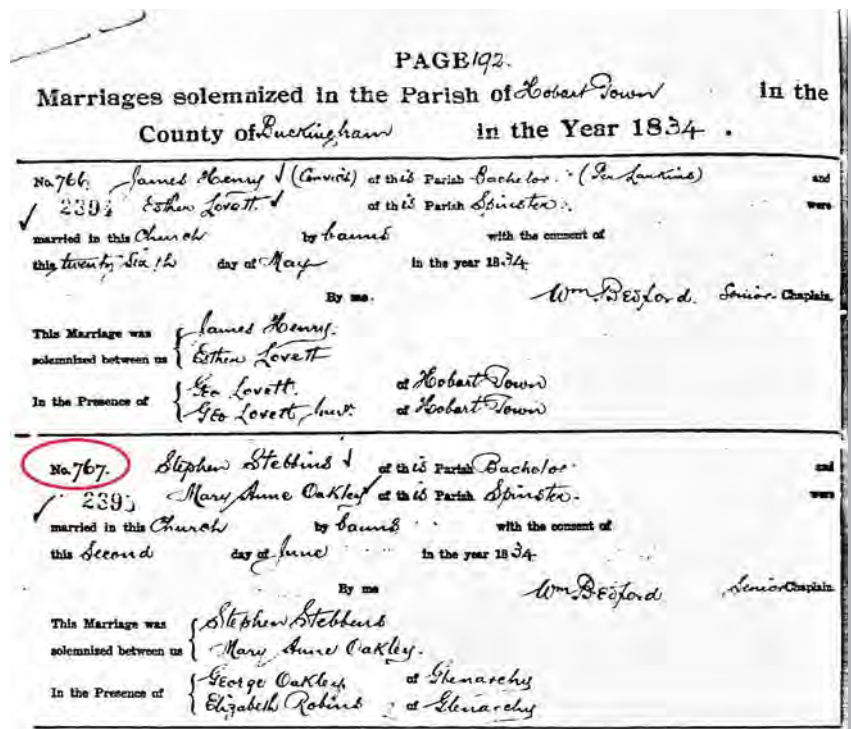 PAGE 192.
Marriages solemnized in the Parish of Hobart Town in the
County of Buckingham in the Year 1834 .
No. 766. James Henry (Convict) of this Parish Bachelor. (Per Larkins) and
2394 Esther Lovett. of this Parish Spinster. were
married in this Church by banns with the consent of
this twenty Sixth day of May in the year 1834
By me. Wm Bedford. Senior Chaplain
This Marriage was James Henry.
solemnized between us Esther Lovett
In the Presence of Geo Lovett. of Hobart Town
Geo Lovett, Junr. of Hobart Town
No. 767. Stephen Stebbins of this Parish Bachelor and
2395 Mary Anne Oakley of this Parish Spinster. were
married in this Church by banns with the consent of
this Second day of June in the year 1834
By me Wm Bedford Senior Chaplain
This Marriage was Stephen Stebbens
solemnized between us Mary Anne Oakley.
In the Presence of George Oakley of Glenarchy
Elizabeth Robins of Glenarchy